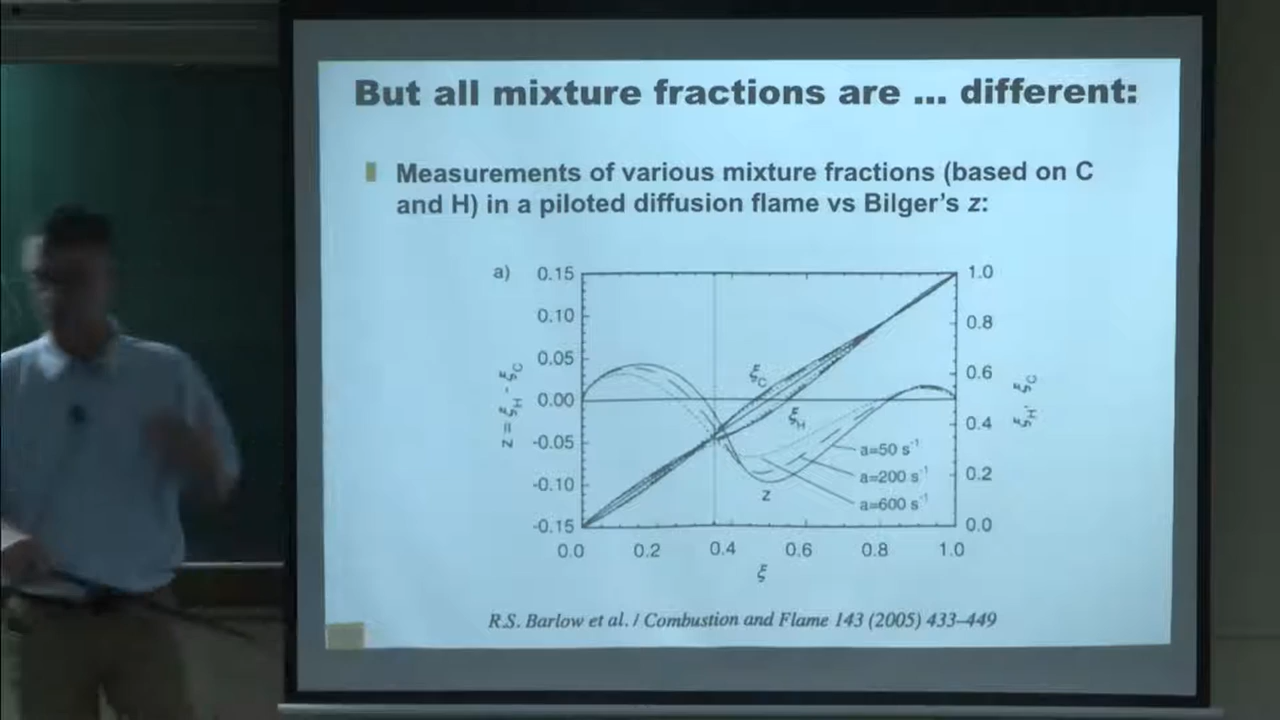 But all mixture fractions are ... different:
Measurements of various mixture fractions (based on C
and H) in a piloted diffusion flame vs Bilger's z:
a)
0.15
0.10
0.05
0.00
-0.05
-0.10
-0.15
z = ξH - ξC
1.0
0.8
0.6
0.4
0.2
0.0
ξH, ξC
ξC
ξH
a=50 s-1
a=200 s-1
a=600 s-1
z
0.0 0.2 0.4 0.6 0.8 1.0
ξ
R.S. Barlow et al. / Combustion and Flame 143 (2005) 433–449